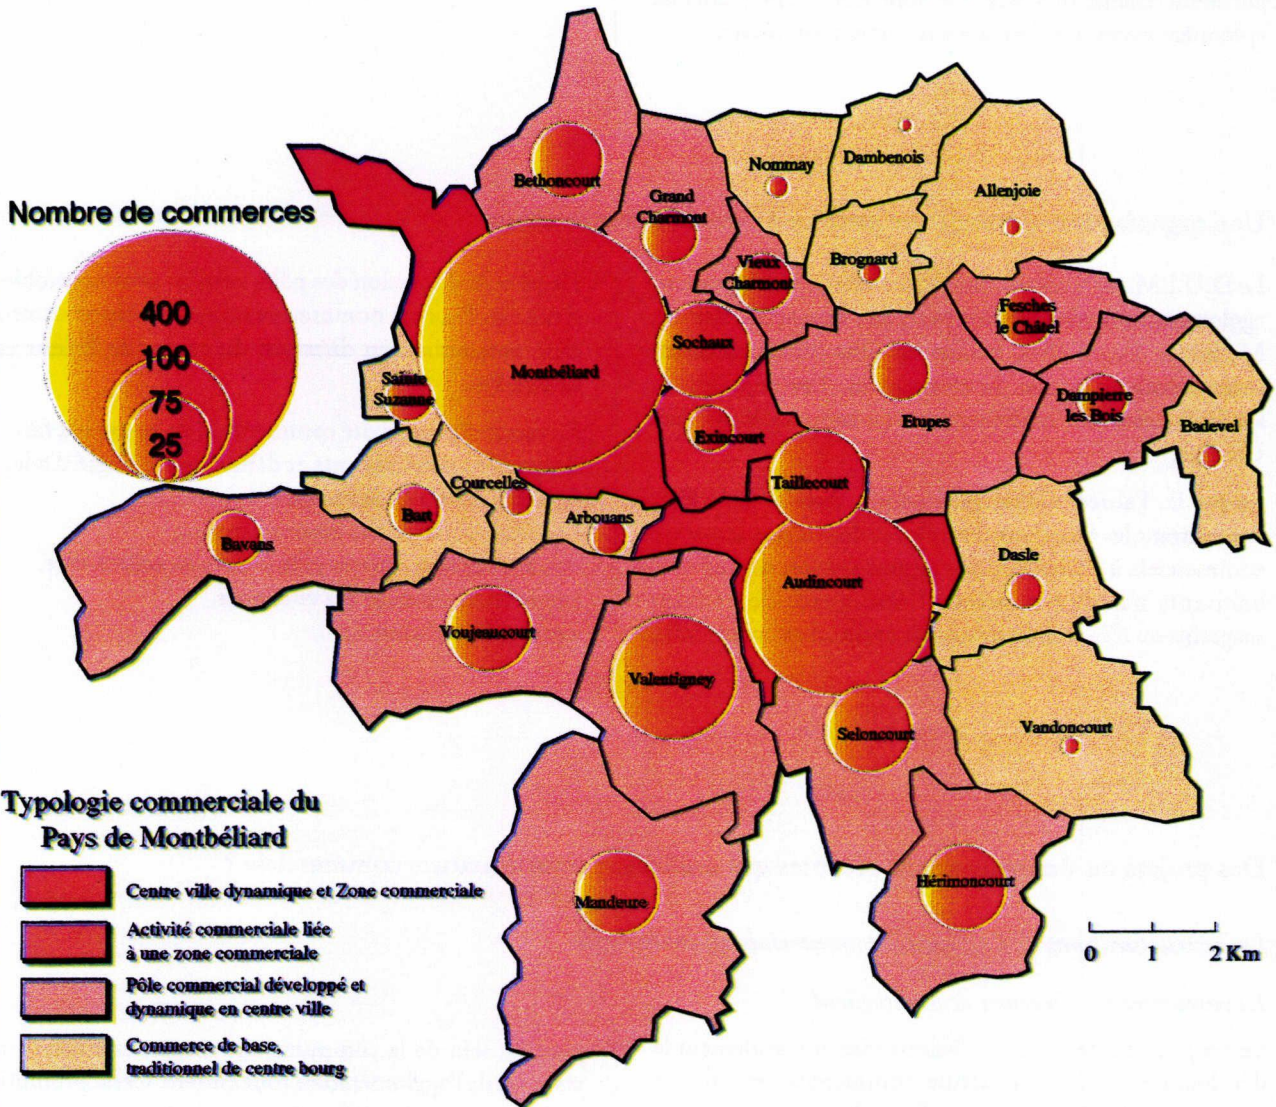 Nombre de commerces
400
100
75
25
Bethoncourt
Grand
Charmont
Nommay
Dambenois
Allenjoie
Vieux
Charmont
Brognard
Fesches
le Châtel
Sochaux
Montbéliard
Sainte
Suzanne
Exincourt
Etupes
Dampierre
les Bois
Badevel
Taillecourt
Courcelles
Arbouans
Bart
Bavans
Dasle
Audincourt
Voujeaucourt
Valentigney
Seloncourt
Vandoncourt
Mandeure
Hérimoncourt
Typologie commerciale du
Pays de Montbéliard
Centre ville dynamique et Zone commerciale
Activité commerciale liée
à une zone commerciale
Pôle commercial développé et
dynamique en centre ville
Commerce de base,
traditionnel de centre bourg
0 1 2 Km